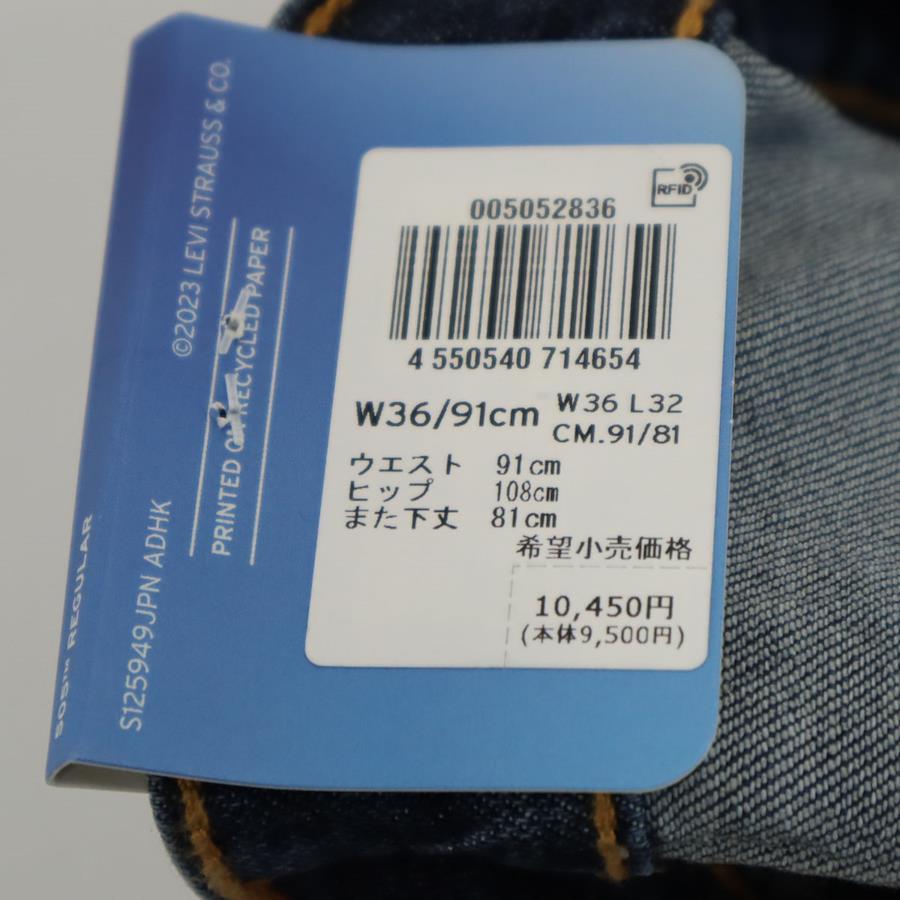 ©2023 LEVI STRAUSS & CO.
PRINTED ON RECYCLED PAPER
S125949JPN ADHK
505™ REGULAR
RFID
005052836
4 550540 714654
W36/91cm
W36 L32
CM.91/81
ウエスト 91cm
ヒップ 108cm
また下丈 81cm
希望小売価格
10,450円
(本体9,500円)